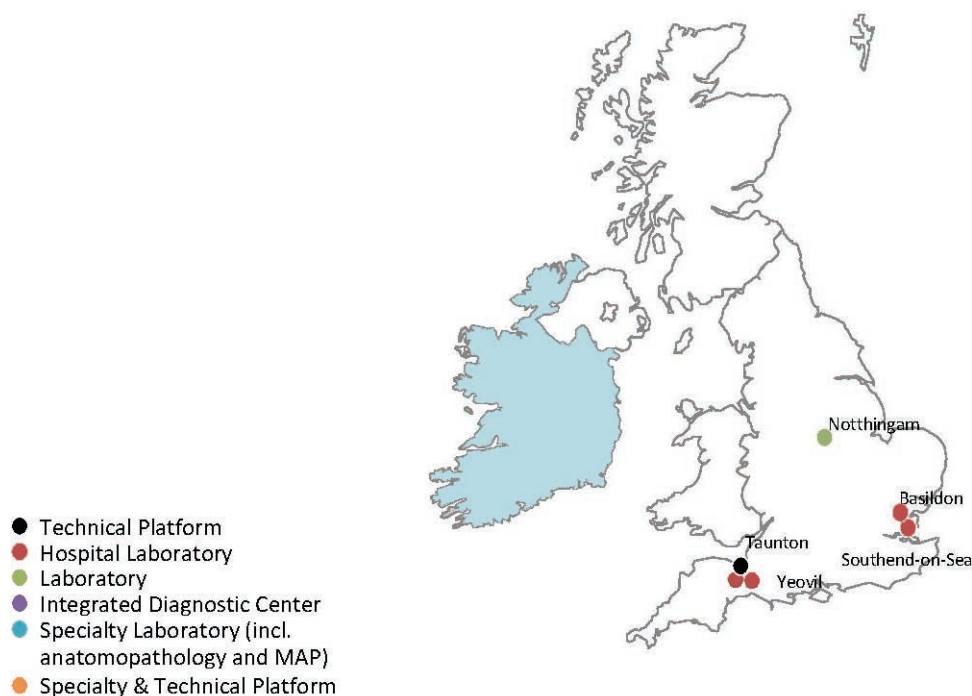 Notthingam
Basildon
Taunton
Southend-on-Sea
Yeovil
Technical Platform
Hospital Laboratory
Laboratory
Integrated Diagnostic Center
Specialty Laboratory (incl.
anatomopathology and MAP)
Specialty & Technical Platform